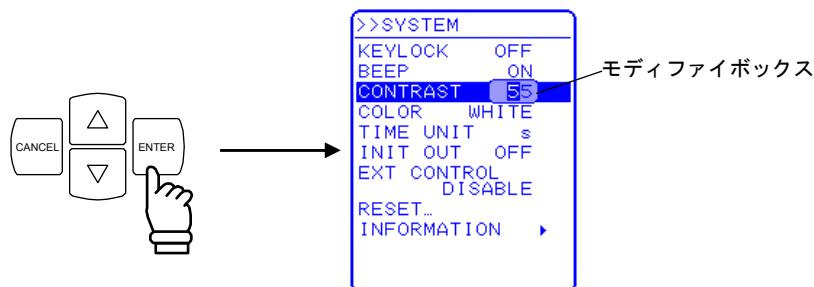 CANCEL
ENTER
>>SYSTEM
KEYLOCK OFF
BEEP ON
CONTRAST 55
COLOR WHITE
TIME UNIT s
INIT OUT OFF
EXT CONTROL
DISABLE
RESET…
INFORMATION
モディファイボックス